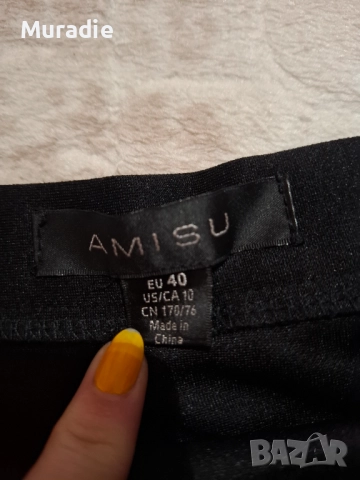 Muradie
AMISU
EU 40
US/CA 10
CN 170/76
Made in
China
BAZAR